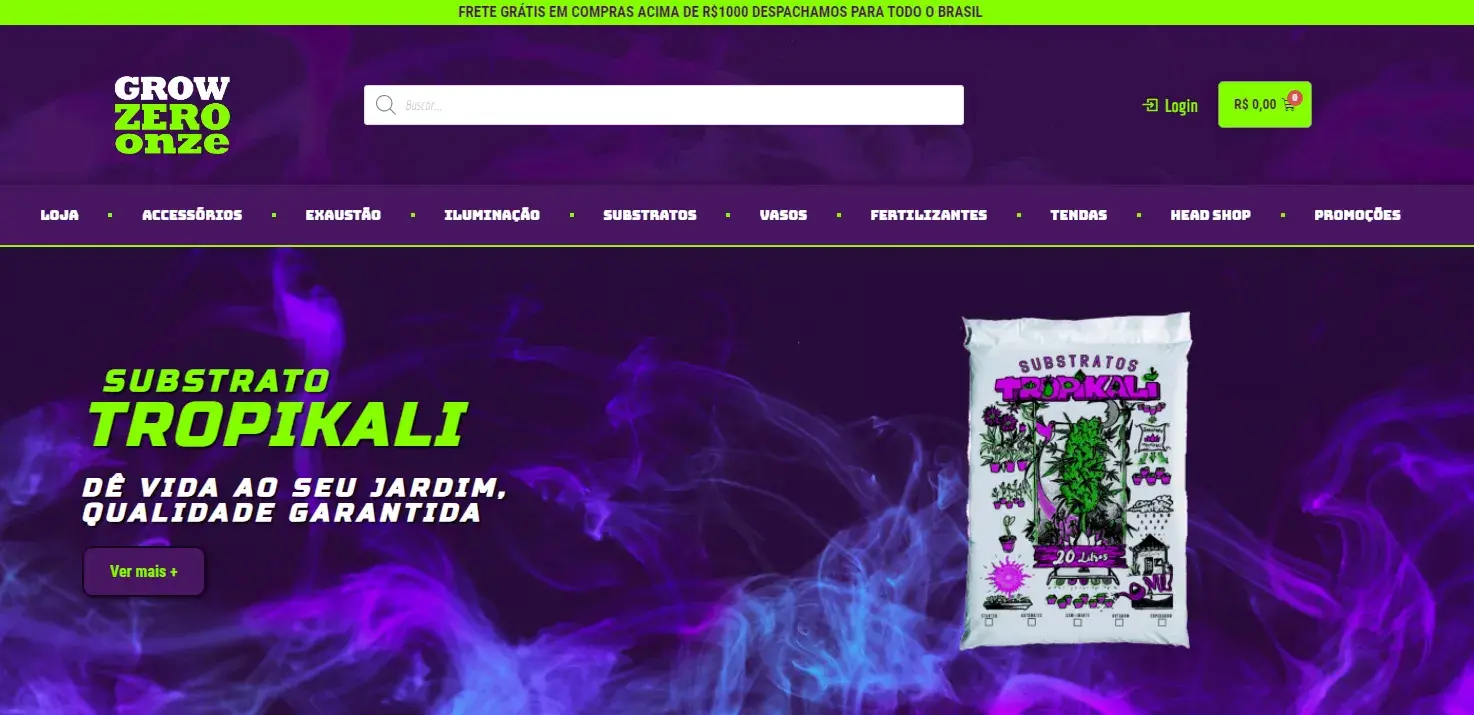 FRETE GRÁTIS EM COMPRAS ACIMA DE R$1000 DESPACHAMOS PARA TODO O BRASIL
GROW
ZERO
onze
Buscar...
Login
R$ 0,00
0
LOJA
ACCESSÓRIOS
EXAUSTÃO
ILUMINAÇÃO
SUBSTRATOS
VASOS
FERTILIZANTES
TENDAS
HEAD SHOP
PROMOÇÕES
SUBSTRATO
TROPIKALI
DÊ VIDA AO SEU JARDIM,
QUALIDADE GARANTIDA
Ver mais +
SUBSTRATOS
TROPIKALI
20 Litros